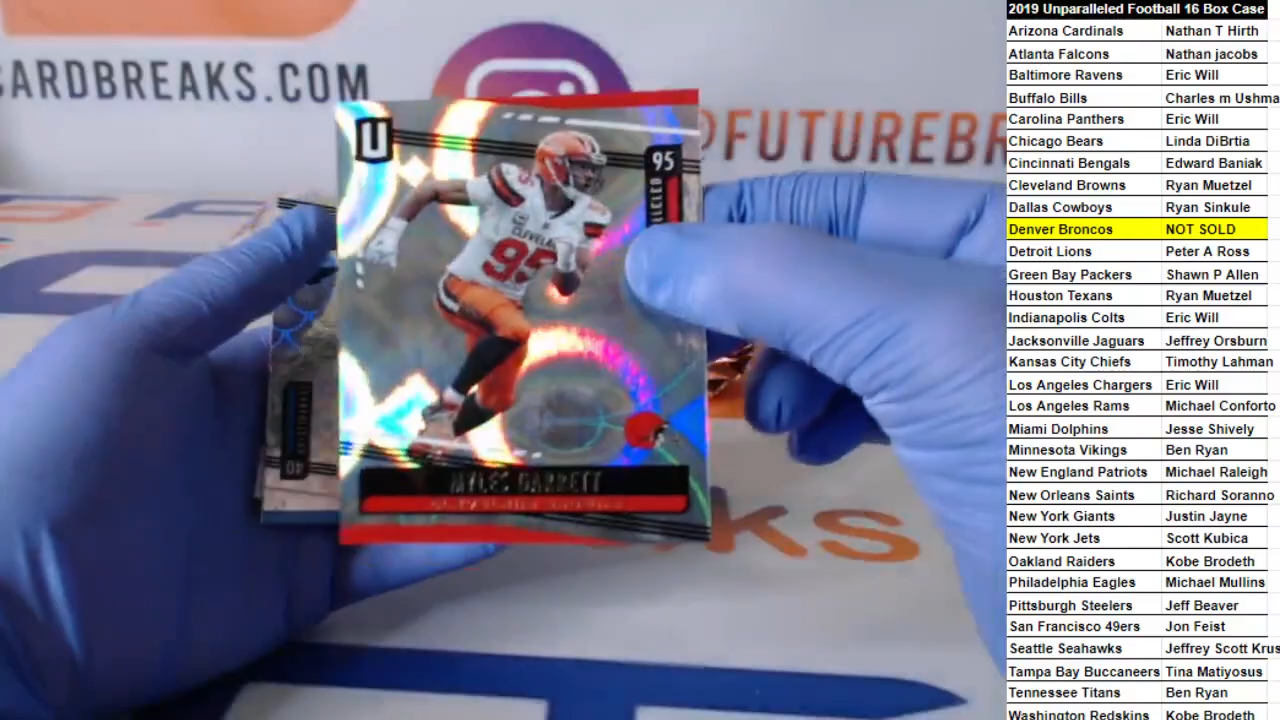 CARDBREAKS.COM
@FUTUREBR
U
95
CLEVELAND
95
MYLES GARRETT
40
KS
2019 Unparalleled Football 16 Box Case
Arizona Cardinals Nathan T Hirth
Atlanta Falcons Nathan jacobs
Baltimore Ravens Eric Will
Buffalo Bills Charles m Ushma
Carolina Panthers Eric Will
Chicago Bears Linda DiBrtia
Cincinnati Bengals Edward Baniak
Cleveland Browns Ryan Muetzel
Dallas Cowboys Ryan Sinkule
Denver Broncos NOT SOLD
Detroit Lions Peter A Ross
Green Bay Packers Shawn P Allen
Houston Texans Ryan Muetzel
Indianapolis Colts Eric Will
Jacksonville Jaguars Jeffrey Orsburn
Kansas City Chiefs Timothy Lahman
Los Angeles Chargers Eric Will
Los Angeles Rams Michael Conforto
Miami Dolphins Jesse Shively
Minnesota Vikings Ben Ryan
New England Patriots Michael Raleigh
New Orleans Saints Richard Soranno
New York Giants Justin Jayne
New York Jets Scott Kubica
Oakland Raiders Kobe Brodeth
Philadelphia Eagles Michael Mullins
Pittsburgh Steelers Jeff Beaver
San Francisco 49ers Jon Feist
Seattle Seahawks Jeffrey Scott Krus
Tampa Bay Buccaneers Tina Matiyosus
Tennessee Titans Ben Ryan
Washington Redskins Kobe Brodeth